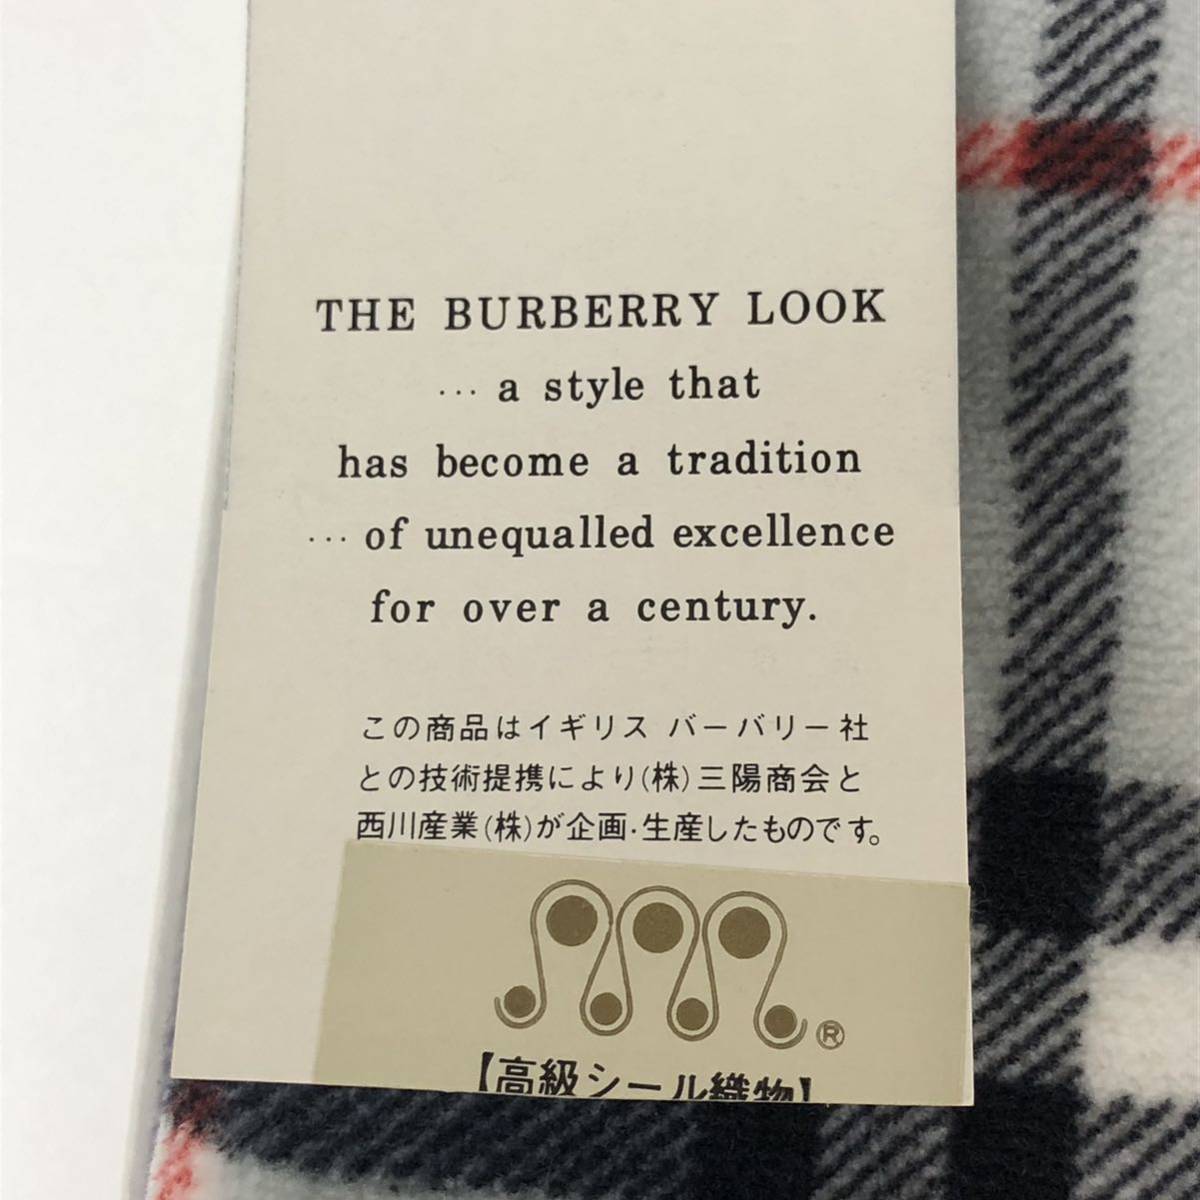 THE BURBERRY LOOK
… a style that
has become a tradition
… of unequalled excellence
for over a century.
この商品はイギリス バーバリー社
との技術提携により(株)三陽商会と
西川産業(株)が企画・生産したものです。
®
【高級シール織物】